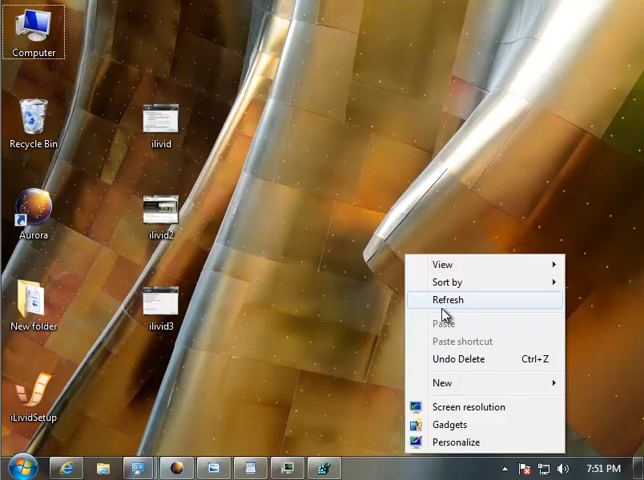 Computer
Recycle Bin
ilivid
Aurora
ilivid2
New folder
ilivid3
iLividSetup
View
Sort by
Refresh
Paste
Paste shortcut
Undo Delete Ctrl+Z
New
Screen resolution
Gadgets
Personalize
7:51 PM